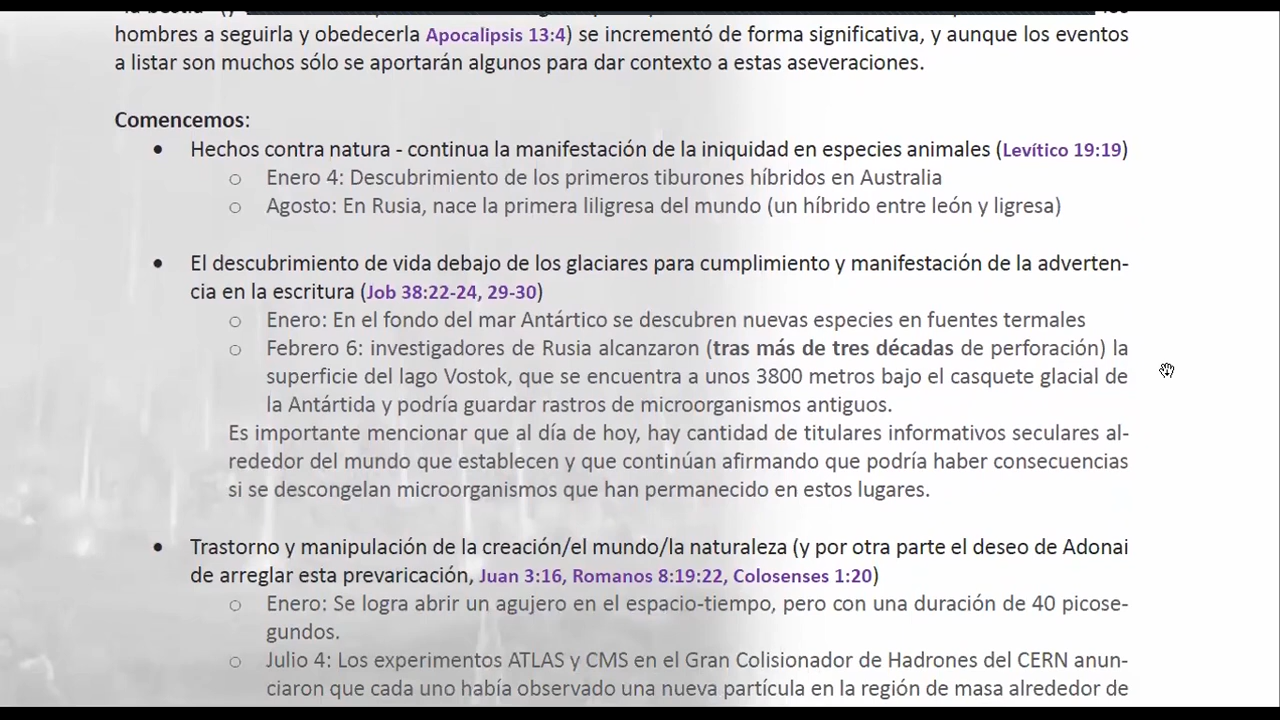 hombres a seguirla y obedecerla Apocalipsis 13:4) se incrementó de forma significativa, y aunque los eventos
a listar son muchos sólo se aportarán algunos para dar contexto a estas aseveraciones.
Comencemos:
• Hechos contra natura - continua la manifestación de la iniquidad en especies animales (Levítico 19:19)
○ Enero 4: Descubrimiento de los primeros tiburones híbridos en Australia
○ Agosto: En Rusia, nace la primera liligresa del mundo (un híbrido entre león y ligresa)
• El descubrimiento de vida debajo de los glaciares para cumplimiento y manifestación de la adverten-
cia en la escritura (Job 38:22-24, 29-30)
○ Enero: En el fondo del mar Antártico se descubren nuevas especies en fuentes termales
○ Febrero 6: investigadores de Rusia alcanzaron (tras más de tres décadas de perforación) la
superficie del lago Vostok, que se encuentra a unos 3800 metros bajo el casquete glacial de
la Antártida y podría guardar rastros de microorganismos antiguos.
Es importante mencionar que al día de hoy, hay cantidad de titulares informativos seculares al-
rededor del mundo que establecen y que continúan afirmando que podría haber consecuencias
si se descongelan microorganismos que han permanecido en estos lugares.
• Trastorno y manipulación de la creación/el mundo/la naturaleza (y por otra parte el deseo de Adonai
de arreglar esta prevaricación, Juan 3:16, Romanos 8:19:22, Colosenses 1:20)
○ Enero: Se logra abrir un agujero en el espacio-tiempo, pero con una duración de 40 picose-
gundos.
○ Julio 4: Los experimentos ATLAS y CMS en el Gran Colisionador de Hadrones del CERN anun-
ciaron que cada uno había observado una nueva partícula en la región de masa alrededor de